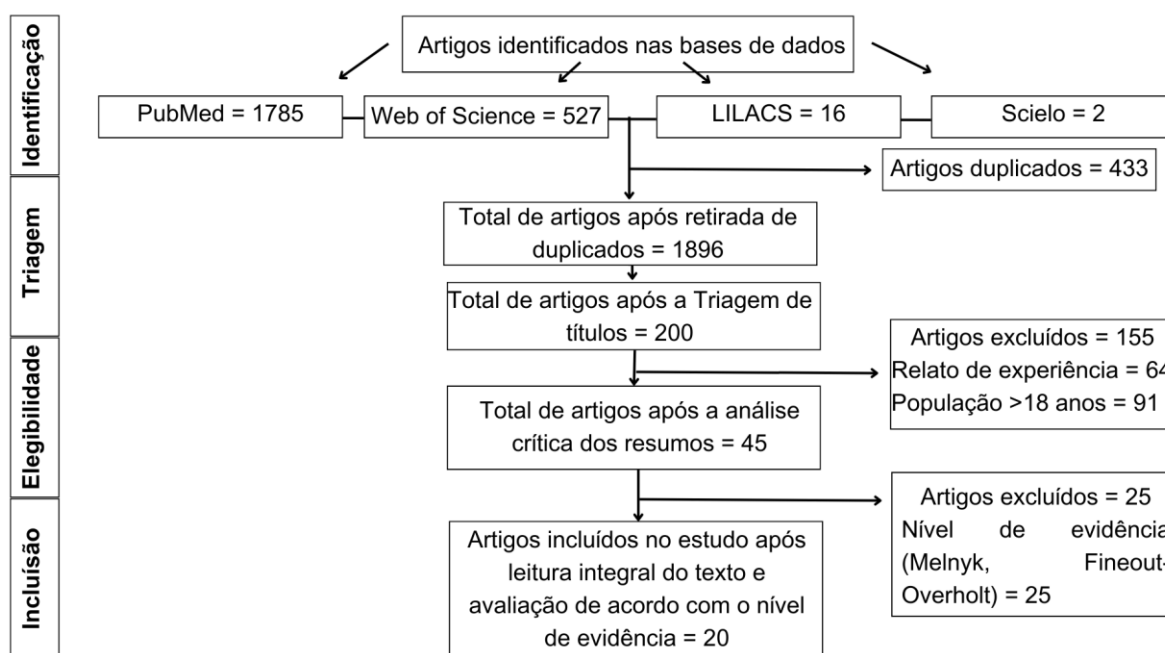 Identificação
Artigos identificados nas bases de dados
PubMed = 1785
Web of Science = 527
LILACS = 16
Scielo = 2
Artigos duplicados = 433
Triagem
Total de artigos após retirada de
duplicados = 1896
Total de artigos após a Triagem de
títulos = 200
Artigos excluídos = 155
Relato de experiência = 64
População >18 anos = 91
Elegibilidade
Total de artigos após a análise
crítica dos resumos = 45
Artigos excluídos = 25
Nível de evidência
(Melnyk, Fineout-
Overholt) = 25
Incluísão
Artigos incluídos no estudo após
leitura integral do texto e
avaliação de acordo com o nível
de evidência = 20